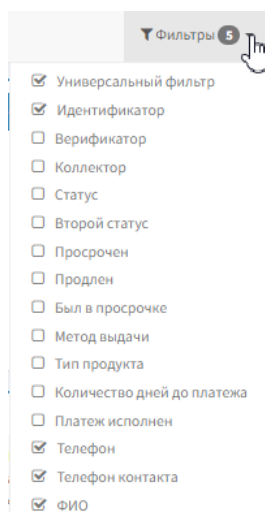 Фильтры 5
Универсальный фильтр
Идентификатор
Верификатор
Коллектор
Статус
Второй статус
Просрочен
Продлен
Был в просрочке
Метод выдачи
Тип продукта
Количество дней до платежа
Платеж исполнен
Телефон
Телефон контакта
ФИО